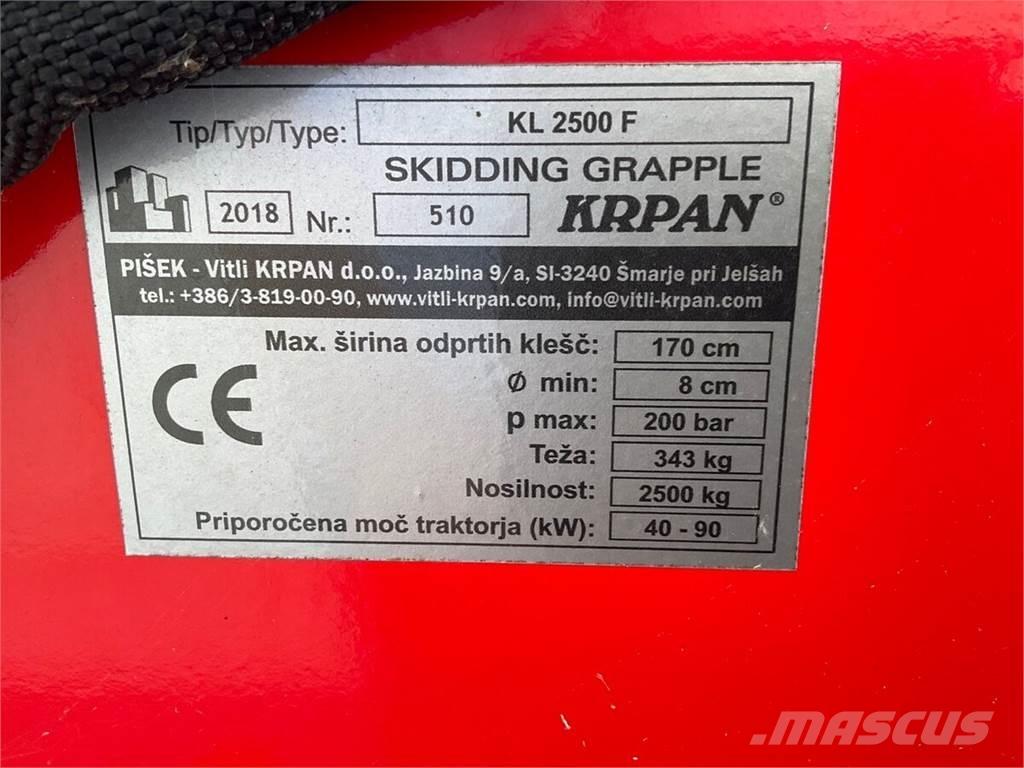 Tip/Typ/Type: KL 2500 F
SKIDDING GRAPPLE
2018 Nr.: 510 KRPAN®
PIŠEK - Vitli KRPAN d.o.o., Jazbina 9/a, SI-3240 Šmarje pri Jelšah
tel.: +386/3-819-00-90, www.vitli-krpan.com, info@vitli-krpan.com
Max. širina odprtih klešč: 170 cm
Ø min: 8 cm
p max: 200 bar
CE
Teža: 343 kg
Nosilnost: 2500 kg
Priporočena moč traktorja (kW): 40 - 90
MASCUS